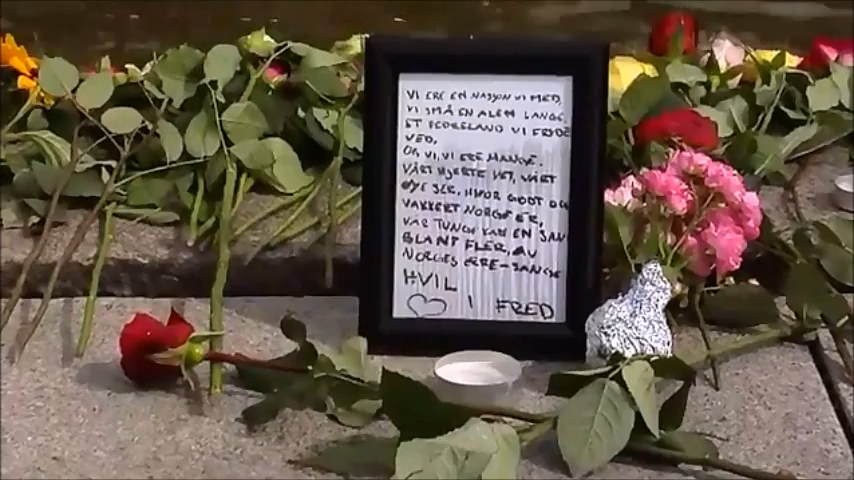 VI ERE EN NASJON VI MED,
VI SMÅ EN ALEN LANGE,
ET FEDRELAND VI FRYDE
VED,
OG VI, VI ERE MANGE.
VÅRT HJERTE VET, VÅRT
ØYE SER, HVOR GODT OG
VAKKERT NORGE ER,
VÅR TUNGE KAN EN SAN
BLANT FLER, AV
NORGES ÆRE-SANGE
HVIL
♡ I FRED